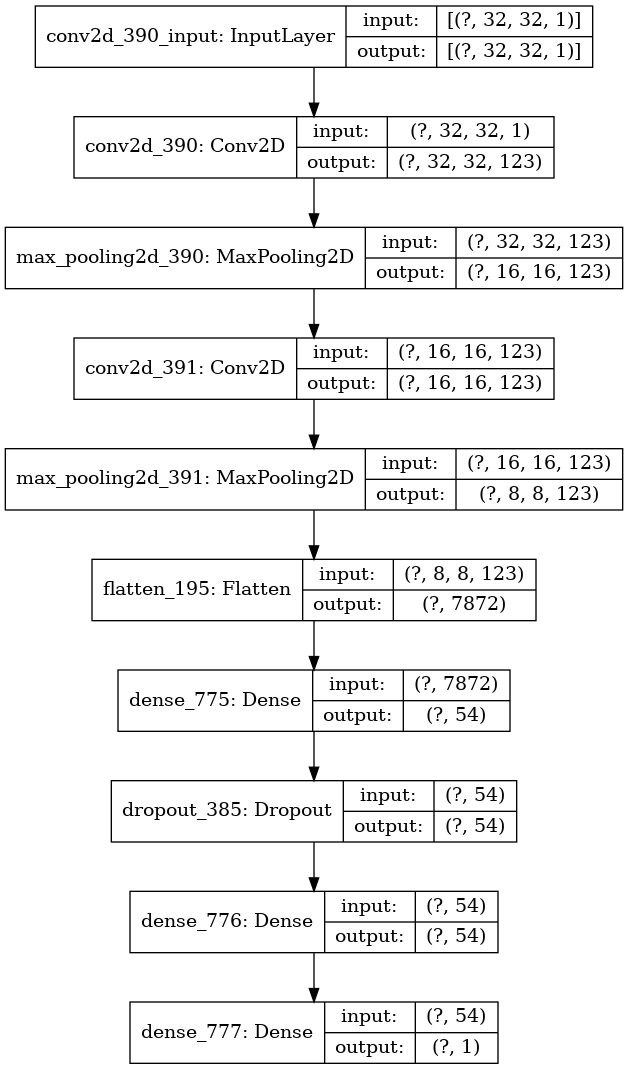 conv2d_390_input: InputLayer
input: [(?, 32, 32, 1)]
output: [(?, 32, 32, 1)]
conv2d_390: Conv2D
input: (?, 32, 32, 1)
output: (?, 32, 32, 123)
max_pooling2d_390: MaxPooling2D
input: (?, 32, 32, 123)
output: (?, 16, 16, 123)
conv2d_391: Conv2D
input: (?, 16, 16, 123)
output: (?, 16, 16, 123)
max_pooling2d_391: MaxPooling2D
input: (?, 16, 16, 123)
output: (?, 8, 8, 123)
flatten_195: Flatten
input: (?, 8, 8, 123)
output: (?, 7872)
dense_775: Dense
input: (?, 7872)
output: (?, 54)
dropout_385: Dropout
input: (?, 54)
output: (?, 54)
dense_776: Dense
input: (?, 54)
output: (?, 54)
dense_777: Dense
input: (?, 54)
output: (?, 1)